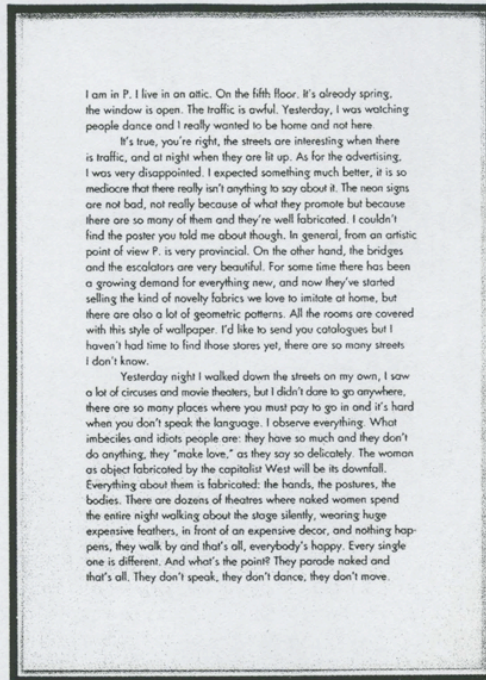 I am in P. I live in an attic. On the fifth floor. It's already spring,
the window is open. The traffic is awful. Yesterday, I was watching
people dance and I really wanted to be home and not here.
It's true, you're right, the streets are interesting when there
is traffic, and at night when they are lit up. As for the advertising,
I was very disappointed. I expected something much better, it is so
mediocre that there really isn't anything to say about it. The neon signs
are not bad, not really because of what they promote but because
there are so many of them and they're well fabricated. I couldn't
find the poster you told me about though. In general, from an artistic
point of view P. is very provincial. On the other hand, the bridges
and the escalators are very beautiful. For some time there has been
a growing demand for everything new, and now they've started
selling the kind of novelty fabrics we love to imitate at home, but
there are also a lot of geometric patterns. All the rooms are covered
with this style of wallpaper. I'd like to send you catalogues but I
haven't had time to find those stores yet, there are so many streets
I don't know.
Yesterday night I walked down the streets on my own, I saw
a lot of circuses and movie theaters, but I didn't dare to go anywhere,
there are so many places where you must pay to go in and it's hard
when you don't speak the language. I observe everything. What
imbeciles and idiots people are: they have so much and they don't
do anything, they "make love," as they say so delicately. The woman
as object fabricated by the capitalist West will be its downfall.
Everything about them is fabricated: the hands, the postures, the
bodies. There are dozens of theatres where naked women spend
the entire night walking about the stage silently, wearing huge
expensive feathers, in front of an expensive decor, and nothing hap-
pens, they walk by and that's all, everybody's happy. Every single
one is different. And what's the point? They parade naked and
that's all. They don't speak, they don't dance, they don't move.